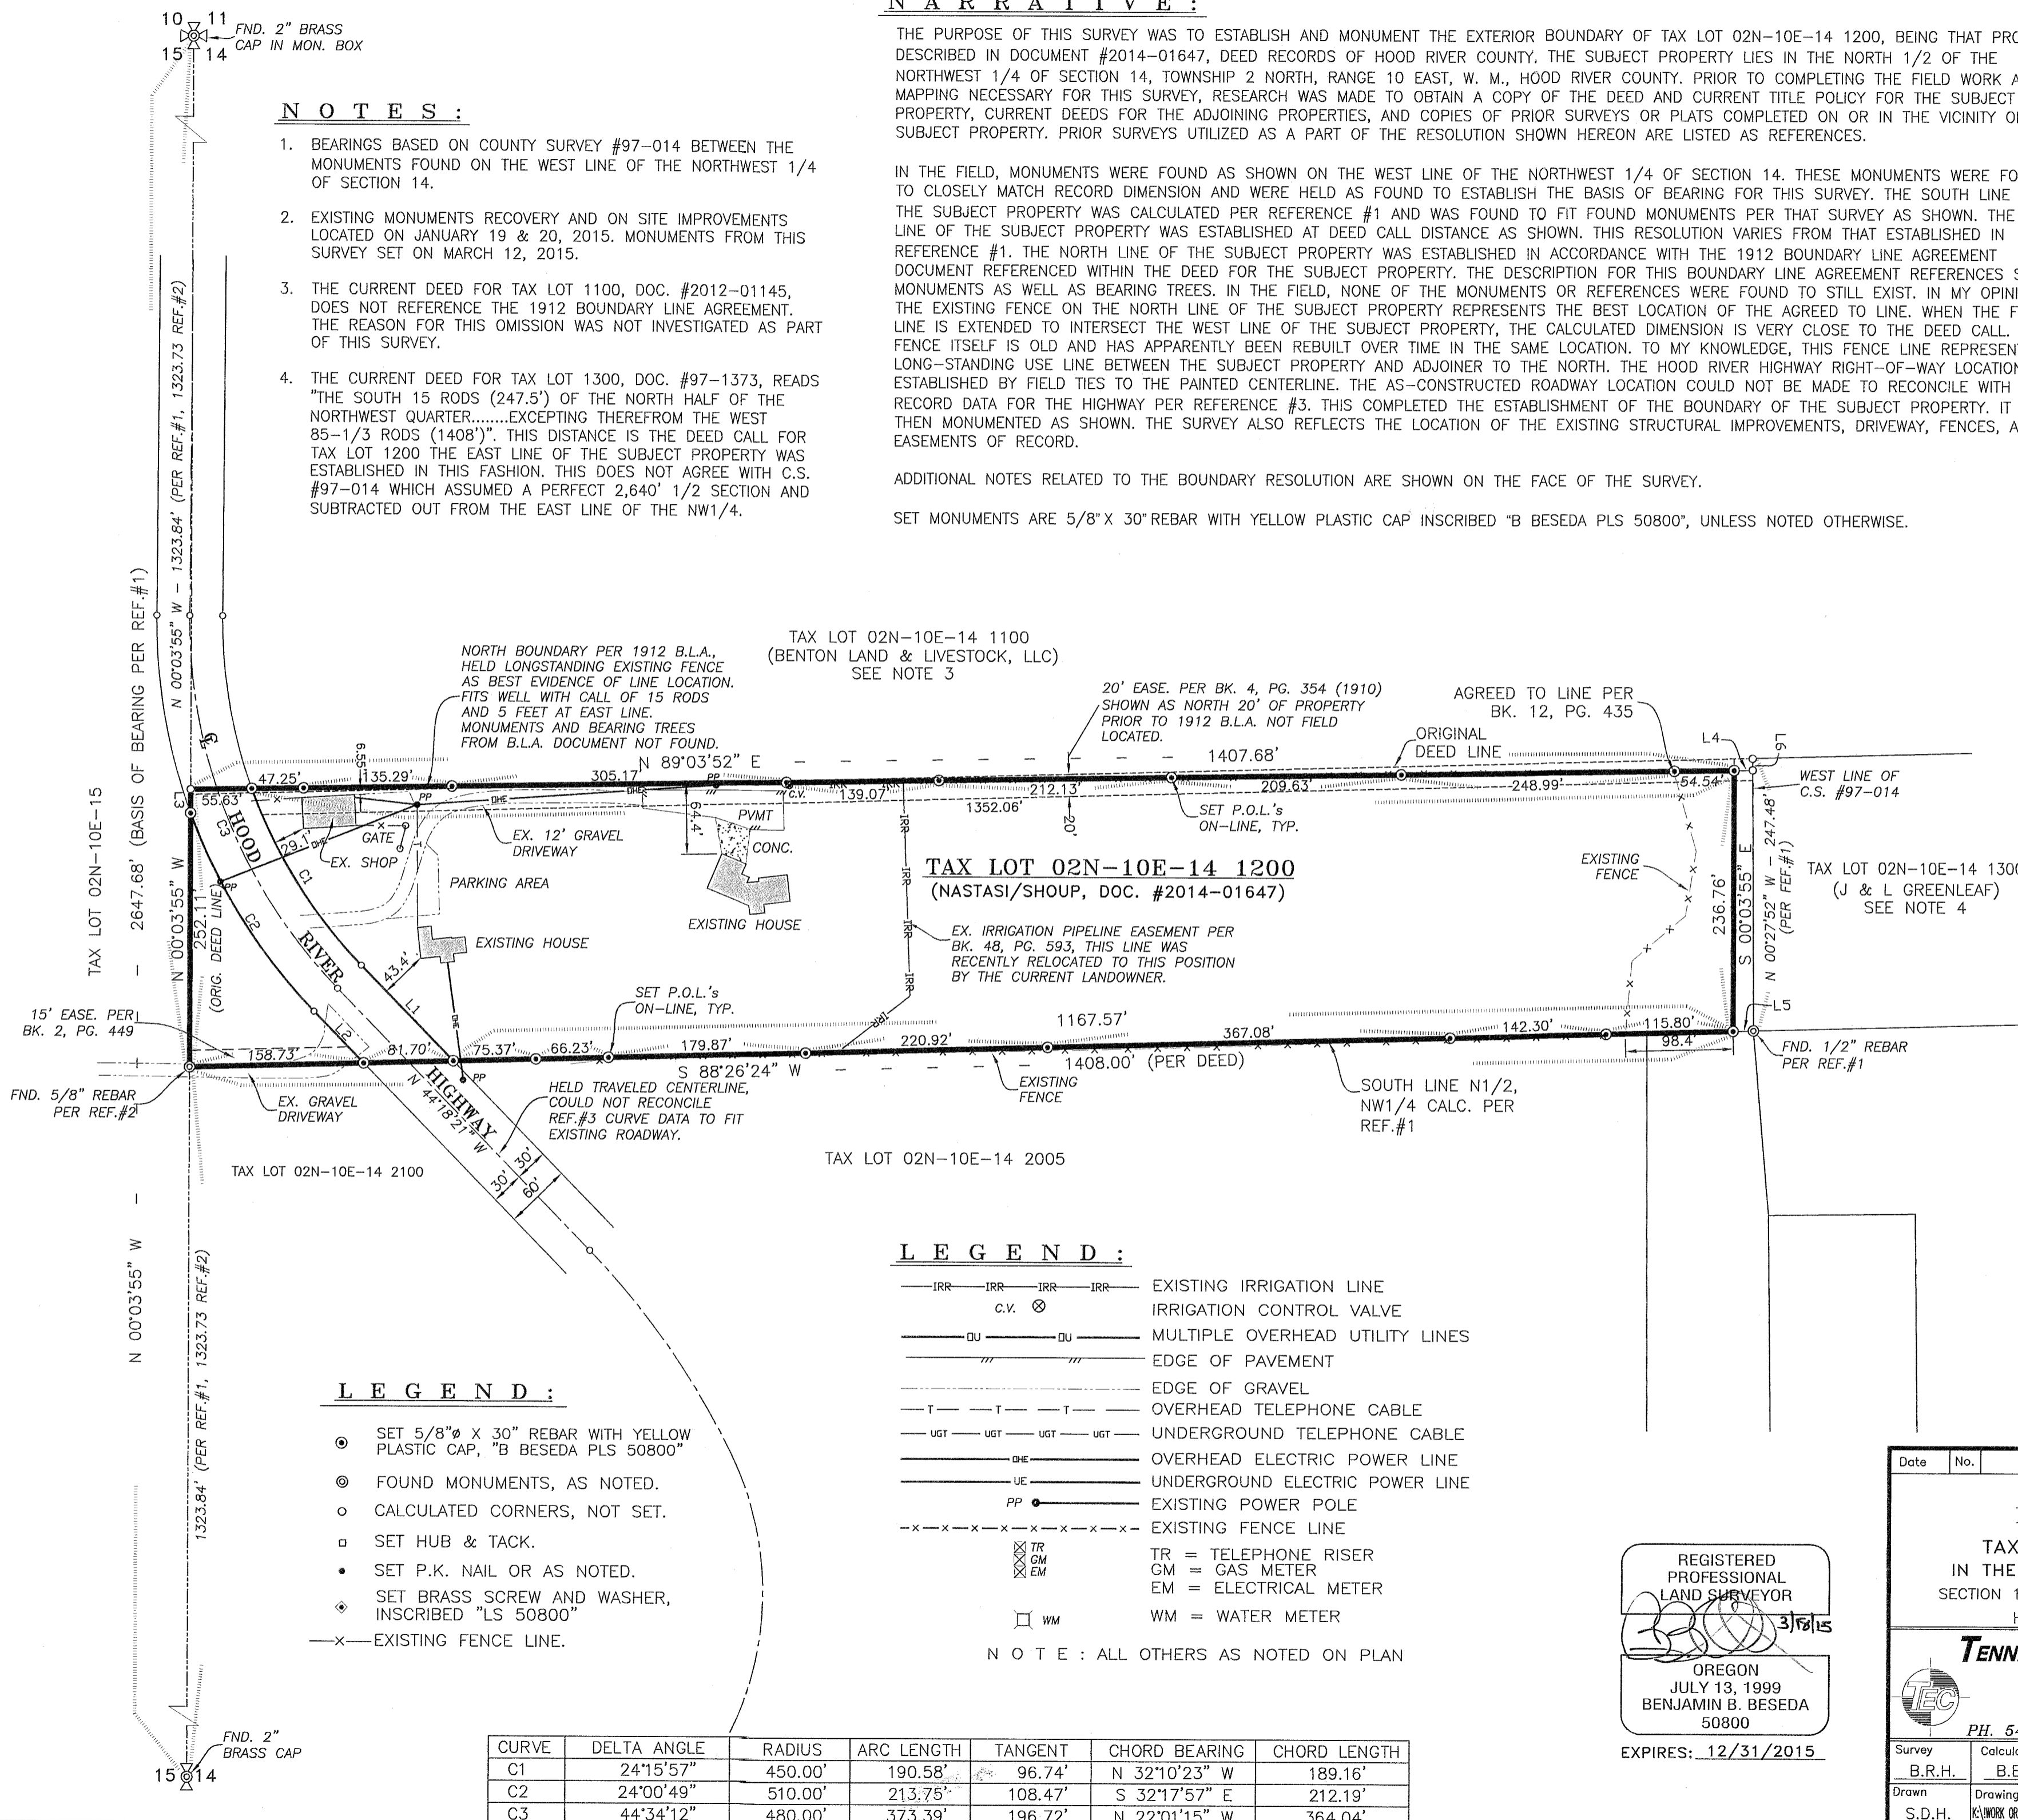 10 11
15 14
FND. 2" BRASS
CAP IN MON. BOX
N O T E S :
1. BEARINGS BASED ON COUNTY SURVEY #97-014 BETWEEN THE
MONUMENTS FOUND ON THE WEST LINE OF THE NORTHWEST 1/4
OF SECTION 14.
2. EXISTING MONUMENTS RECOVERY AND ON SITE IMPROVEMENTS
LOCATED ON JANUARY 19 & 20, 2015. MONUMENTS FROM THIS
SURVEY SET ON MARCH 12, 2015.
3. THE CURRENT DEED FOR TAX LOT 1100, DOC. #2012-01145,
DOES NOT REFERENCE THE 1912 BOUNDARY LINE AGREEMENT.
THE REASON FOR THIS OMISSION WAS NOT INVESTIGATED AS PART
OF THIS SURVEY.
4. THE CURRENT DEED FOR TAX LOT 1300, DOC. #97-1373, READS
"THE SOUTH 15 RODS (247.5') OF THE NORTH HALF OF THE
NORTHWEST QUARTER........EXCEPTING THEREFROM THE WEST
85-1/3 RODS (1408')". THIS DISTANCE IS THE DEED CALL FOR
TAX LOT 1200 THE EAST LINE OF THE SUBJECT PROPERTY WAS
ESTABLISHED IN THIS FASHION. THIS DOES NOT AGREE WITH C.S.
#97-014 WHICH ASSUMED A PERFECT 2,640' 1/2 SECTION AND
SUBTRACTED OUT FROM THE EAST LINE OF THE NW1/4.
N A R R A T I V E :
THE PURPOSE OF THIS SURVEY WAS TO ESTABLISH AND MONUMENT THE EXTERIOR BOUNDARY OF TAX LOT 02N-10E-14 1200, BEING THAT
DESCRIBED IN DOCUMENT #2014-01647, DEED RECORDS OF HOOD RIVER COUNTY. THE SUBJECT PROPERTY LIES IN THE NORTH 1/2 OF THE
NORTHWEST 1/4 OF SECTION 14, TOWNSHIP 2 NORTH, RANGE 10 EAST, W. M., HOOD RIVER COUNTY. PRIOR TO COMPLETING THE FIELD WORK
MAPPING NECESSARY FOR THIS SURVEY, RESEARCH WAS MADE TO OBTAIN A COPY OF THE DEED AND CURRENT TITLE POLICY FOR THE SUBJECT
PROPERTY, CURRENT DEEDS FOR THE ADJOINING PROPERTIES, AND COPIES OF PRIOR SURVEYS OR PLATS COMPLETED ON OR IN THE VICINITY
SUBJECT PROPERTY. PRIOR SURVEYS UTILIZED AS A PART OF THE RESOLUTION SHOWN HEREON ARE LISTED AS REFERENCES.
IN THE FIELD, MONUMENTS WERE FOUND AS SHOWN ON THE WEST LINE OF THE NORTHWEST 1/4 OF SECTION 14. THESE MONUMENTS WERE
TO CLOSELY MATCH RECORD DIMENSION AND WERE HELD AS FOUND TO ESTABLISH THE BASIS OF BEARING FOR THIS SURVEY. THE SOUTH LINE
THE SUBJECT PROPERTY WAS CALCULATED PER REFERENCE #1 AND WAS FOUND TO FIT FOUND MONUMENTS PER THAT SURVEY AS SHOWN. THE
LINE OF THE SUBJECT PROPERTY WAS ESTABLISHED AT DEED CALL DISTANCE AS SHOWN. THIS RESOLUTION VARIES FROM THAT ESTABLISHED IN
REFERENCE #1. THE NORTH LINE OF THE SUBJECT PROPERTY WAS ESTABLISHED IN ACCORDANCE WITH THE 1912 BOUNDARY LINE AGREEMENT
DOCUMENT REFERENCED WITHIN THE DEED FOR THE SUBJECT PROPERTY. THE DESCRIPTION FOR THIS BOUNDARY LINE AGREEMENT REFERENCES
MONUMENTS AS WELL AS BEARING TREES. IN THE FIELD, NONE OF THE MONUMENTS OR REFERENCES WERE FOUND TO STILL EXIST. IN MY
THE EXISTING FENCE ON THE NORTH LINE OF THE SUBJECT PROPERTY REPRESENTS THE BEST LOCATION OF THE AGREED TO LINE. WHEN THE
LINE IS EXTENDED TO INTERSECT THE WEST LINE OF THE SUBJECT PROPERTY, THE CALCULATED DIMENSION IS VERY CLOSE TO THE DEED CALL.
FENCE ITSELF IS OLD AND HAS APPARENTLY BEEN REBUILT OVER TIME IN THE SAME LOCATION. TO MY KNOWLEDGE, THIS FENCE LINE
LONG-STANDING USE LINE BETWEEN THE SUBJECT PROPERTY AND ADJOINER TO THE NORTH. THE HOOD RIVER HIGHWAY RIGHT-OF-WAY LOCATION
ESTABLISHED BY FIELD TIES TO THE PAINTED CENTERLINE. THE AS-CONSTRUCTED ROADWAY LOCATION COULD NOT BE MADE TO RECONCILE WITH
RECORD DATA FOR THE HIGHWAY PER REFERENCE #3. THIS COMPLETED THE ESTABLISHMENT OF THE BOUNDARY OF THE SUBJECT PROPERTY. IT
THEN MONUMENTED AS SHOWN. THE SURVEY ALSO REFLECTS THE LOCATION OF THE EXISTING STRUCTURAL IMPROVEMENTS, DRIVEWAY, FENCES,
EASEMENTS OF RECORD.
ADDITIONAL NOTES RELATED TO THE BOUNDARY RESOLUTION ARE SHOWN ON THE FACE OF THE SURVEY.
SET MONUMENTS ARE 5/8" X 30" REBAR WITH YELLOW PLASTIC CAP INSCRIBED "B BESEDA PLS 50800", UNLESS NOTED OTHERWISE.
N 00°03'55" W - 1323.84' (PER REF.#1, 1323.73 REF.#2)
TAX LOT 02N-10E-15
N 00°03'55" W - - 2647.68' (BASIS OF BEARING PER REF.#1)
1323.84' (PER REF.#1, 1323.73 REF.#2)
NORTH BOUNDARY PER 1912 B.L.A.,
HELD LONGSTANDING EXISTING FENCE
AS BEST EVIDENCE OF LINE LOCATION.
FITS WELL WITH CALL OF 15 RODS
AND 5 FEET AT EAST LINE.
MONUMENTS AND BEARING TREES
FROM B.L.A. DOCUMENT NOT FOUND.
TAX LOT 02N-10E-14 1100
(BENTON LAND & LIVESTOCK, LLC)
SEE NOTE 3
20' EASE. PER BK. 4, PG. 354 (1910)
SHOWN AS NORTH 20' OF PROPERTY
PRIOR TO 1912 B.L.A. NOT FIELD
LOCATED.
AGREED TO LINE PER
BK. 12, PG. 435
ORIGINAL
DEED LINE
L4
L6
WEST LINE OF
C.S. #97-014
N 89°03'52" E - - - - - - 1407.68'
47.25' 135.29' 305.17' 139.07' 212.13' 209.63' 248.99' 54.54'
6.55'
55.63'
1352.06'
20'
L3
PP
PP
OHE
OHE
C.V.
IRR IRR
64.4'
PVMT
CONC.
SET P.O.L.'s
ON-LINE, TYP.
HOOD
C3
C1
C2
29.1'
GATE
EX. SHOP
EX. 12' GRAVEL
DRIVEWAY
PARKING AREA
T
OHE
PP
N 00°03'55" W
252.11'
(ORIG. DEED LINE)
EXISTING HOUSE
EXISTING HOUSE
TAX LOT 02N-10E-14 1200
(NASTASI/SHOUP, DOC. #2014-01647)
IRR
IRR
IRR
IRR
IRR
EX. IRRIGATION PIPELINE EASEMENT PER
BK. 48, PG. 593, THIS LINE WAS
RECENTLY RELOCATED TO THIS POSITION
BY THE CURRENT LANDOWNER.
EXISTING
FENCE
236.76'
S 00°03'55" E
N 00°27'52" W - 247.48'
(PER FEF.#1)
TAX LOT 02N-10E-14 1300
(J & L GREENLEAF)
SEE NOTE 4
RIVER
43.4'
L1
L2
OHE
15' EASE. PER
BK. 2, PG. 449
SET P.O.L.'s
ON-LINE, TYP.
1167.57'
158.73' 81.70' 75.37' 66.23' 179.87' 220.92' 367.08' 142.30' 115.80'
98.4'
L5
S 88°26'24" W - - - - - - 1408.00' (PER DEED)
FND. 5/8" REBAR
PER REF.#2
EX. GRAVEL
DRIVEWAY
HIGHWAY
N 44°18'21" W
PP
HELD TRAVELED CENTERLINE,
COULD NOT RECONCILE
REF.#3 CURVE DATA TO FIT
EXISTING ROADWAY.
EXISTING
FENCE
SOUTH LINE N1/2,
NW1/4 CALC. PER
REF.#1
FND. 1/2" REBAR
PER REF.#1
TAX LOT 02N-10E-14 2100
30'
30'
60'
TAX LOT 02N-10E-14 2005
L E G E N D :
IRR IRR IRR IRR EXISTING IRRIGATION LINE
C.V. IRRIGATION CONTROL VALVE
OU OU MULTIPLE OVERHEAD UTILITY LINES
EDGE OF PAVEMENT
EDGE OF GRAVEL
T T T OVERHEAD TELEPHONE CABLE
UGT UGT UGT UGT UNDERGROUND TELEPHONE CABLE
OHE OVERHEAD ELECTRIC POWER LINE
UE UNDERGROUND ELECTRIC POWER LINE
PP EXISTING POWER POLE
EXISTING FENCE LINE
TR TR = TELEPHONE RISER
GM GM = GAS METER
EM EM = ELECTRICAL METER
WM WM = WATER METER
N O T E : ALL OTHERS AS NOTED ON PLAN
L E G E N D :
SET 5/8"ø X 30" REBAR WITH YELLOW
PLASTIC CAP, "B BESEDA PLS 50800"
FOUND MONUMENTS, AS NOTED.
CALCULATED CORNERS, NOT SET.
SET HUB & TACK.
SET P.K. NAIL OR AS NOTED.
SET BRASS SCREW AND WASHER,
INSCRIBED "LS 50800"
EXISTING FENCE LINE.
FND. 2"
BRASS CAP
15 14
CURVE DELTA ANGLE RADIUS ARC LENGTH TANGENT CHORD BEARING CHORD LENGTH
C1 24°15'57" 450.00' 190.58' 96.74' N 32°10'23" W 189.16'
C2 24°00'49" 510.00' 213.75' 108.47' S 32°17'57" E 212.19'
C3 44°34'12" 480.00' 373.39' 196.72' N 22°01'15" W 364.04'
REGISTERED
PROFESSIONAL
LAND SURVEYOR
3/18/15
OREGON
JULY 13, 1999
BENJAMIN B. BESEDA
50800
EXPIRES: 12/31/2015
Date No.
TAX
IN THE
SECTION 1
TENN
TEC
PH. 54
Survey
B.R.H.
Drawn
S.D.H.
Drawing